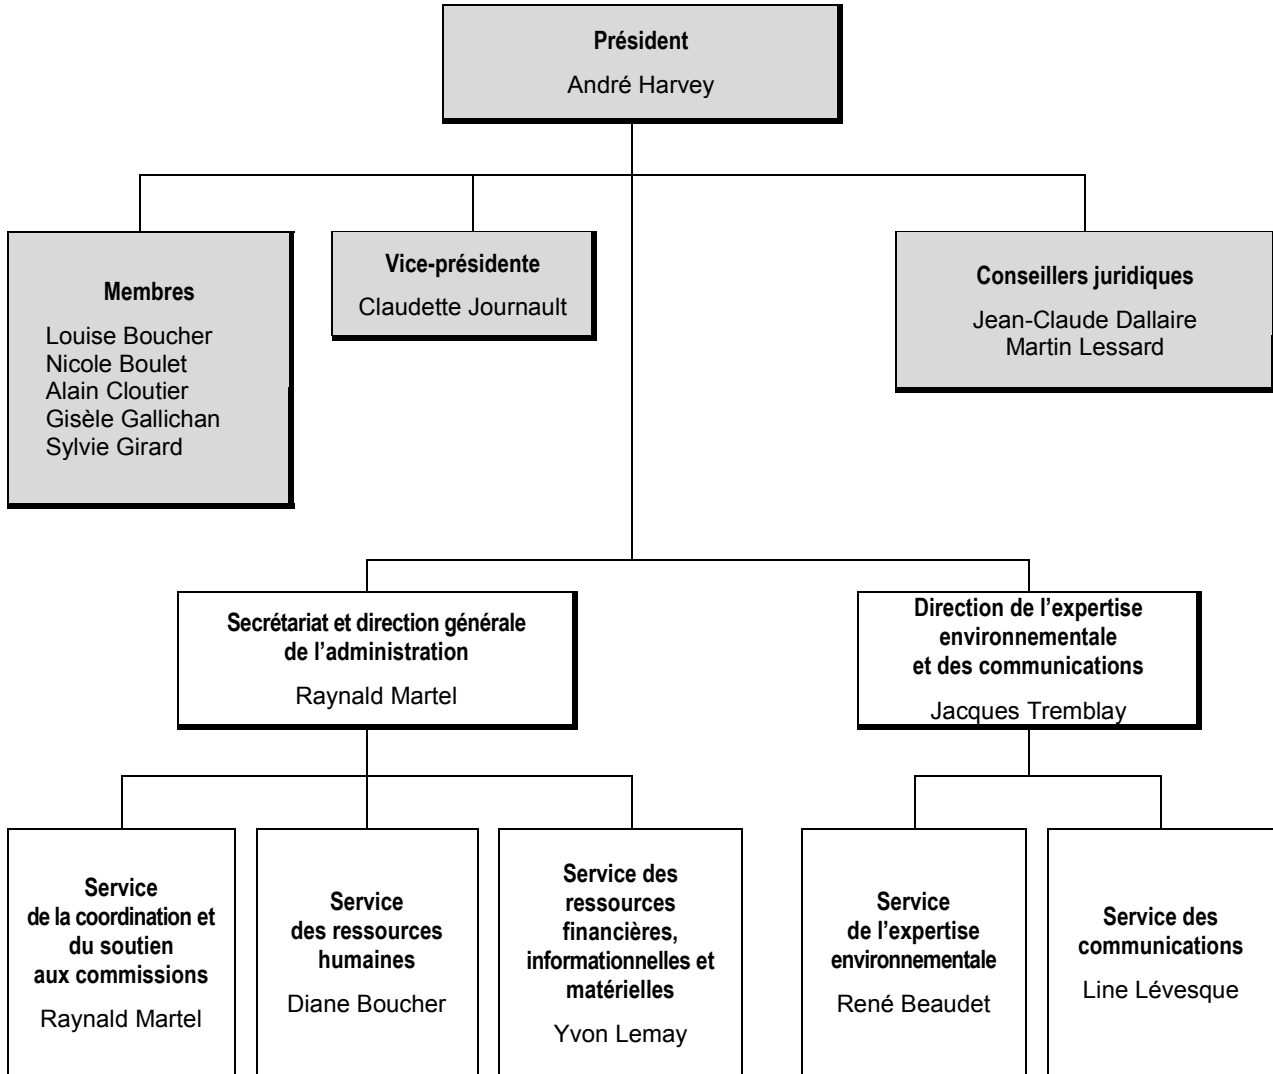 Président
André Harvey
Membres
Louise Boucher
Nicole Boulet
Alain Cloutier
Gisèle Gallichan
Sylvie Girard
Vice-présidente
Claudette Journault
Conseillers juridiques
Jean-Claude Dallaire
Martin Lessard
Secrétariat et direction générale
de l’administration
Raynald Martel
Direction de l’expertise
environnementale
et des communications
Jacques Tremblay
Service
de la coordination et
du soutien
aux commissions
Raynald Martel
Service
des ressources
humaines
Diane Boucher
Service des
ressources
financières,
informationnelles et
matérielles
Yvon Lemay
Service
de l’expertise
environnementale
René Beaudet
Service des
communications
Line Lévesque